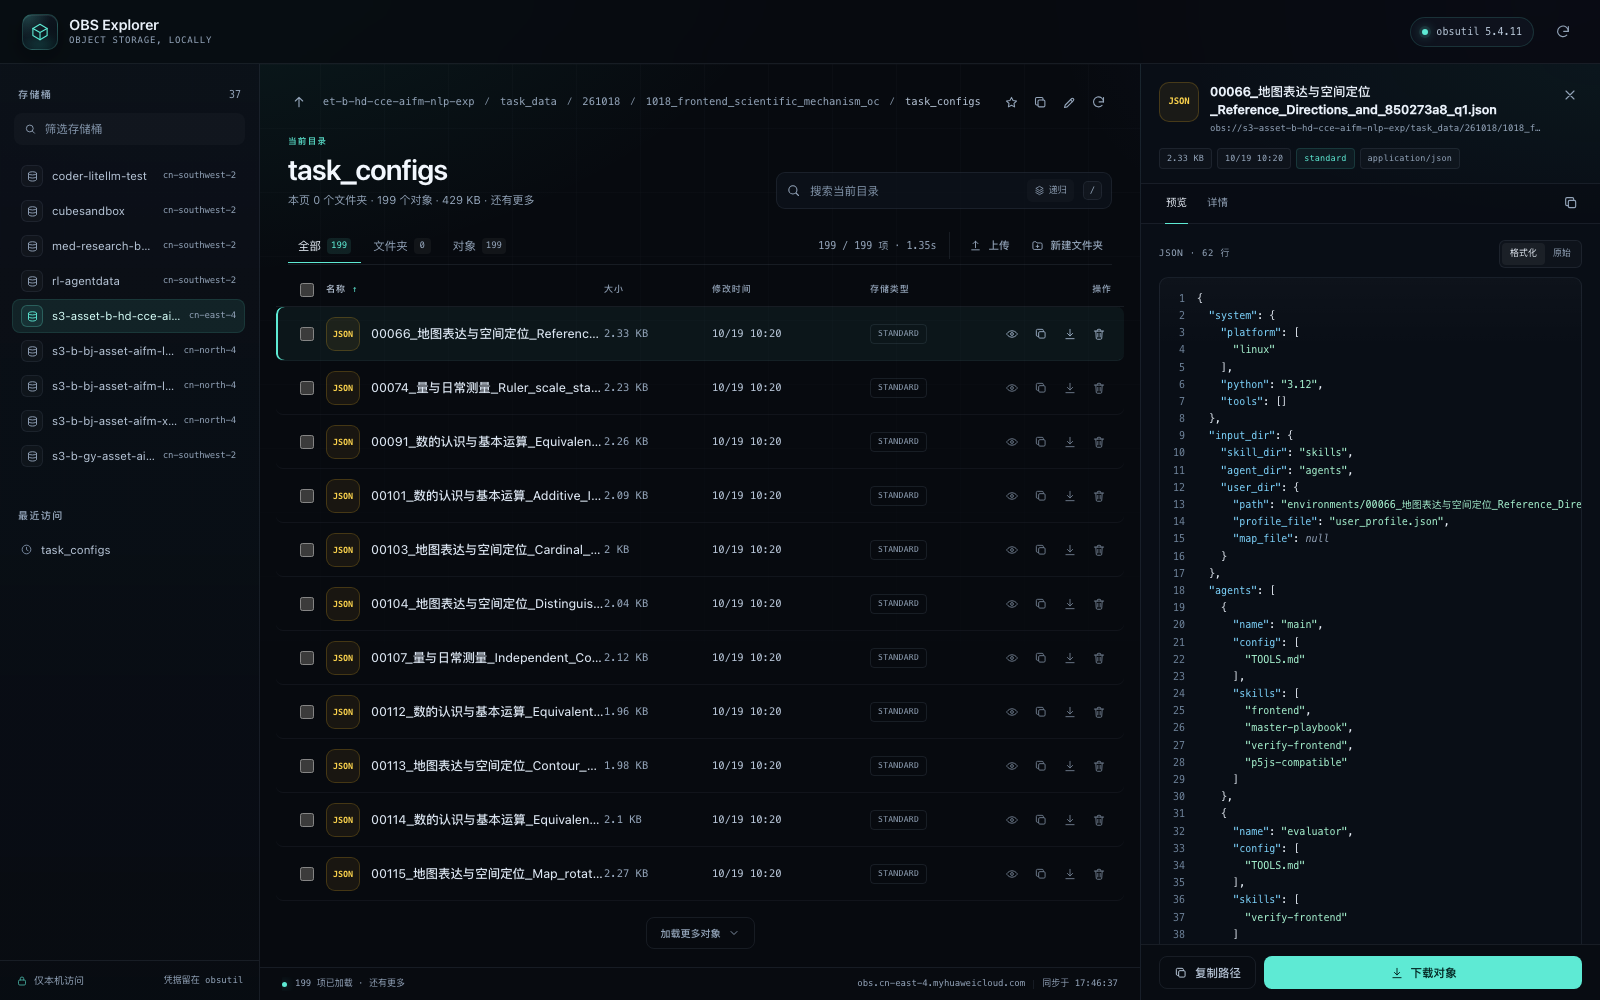 OBS Explorer
OBJECT STORAGE, LOCALLY
obsutil 5.4.11
存储桶 37
筛选存储桶
coder-litellm-test cn-southwest-2
cubesandbox cn-southwest-2
med-research-b... cn-southwest-2
rl-agentdata cn-southwest-2
s3-asset-b-hd-cce-ai... cn-east-4
s3-b-bj-asset-aifm-l... cn-north-4
s3-b-bj-asset-aifm-l... cn-north-4
s3-b-bj-asset-aifm-x... cn-north-4
s3-b-gy-asset-ai... cn-southwest-2
最近访问
task_configs
仅本机访问 凭据留在 obsutil
et-b-hd-cce-aifm-nlp-exp / task_data / 261018 / 1018_frontend_scientific_mechanism_oc / task_configs
当前目录
task_configs
本页 0 个文件夹 · 199 个对象 · 429 KB · 还有更多
搜索当前目录 递归 /
全部 199 文件夹 0 对象 199 199 / 199 项 · 1.35s 上传 新建文件夹
名称 ↑ 大小 修改时间 存储类型 操作
JSON 00066_地图表达与空间定位_Referenc... 2.33 KB 10/19 10:20 STANDARD
JSON 00074_量与日常测量_Ruler_scale_sta... 2.23 KB 10/19 10:20 STANDARD
JSON 00091_数的认识与基本运算_Equivalen... 2.26 KB 10/19 10:20 STANDARD
JSON 00101_数的认识与基本运算_Additive_I... 2.09 KB 10/19 10:20 STANDARD
JSON 00103_地图表达与空间定位_Cardinal_... 2 KB 10/19 10:20 STANDARD
JSON 00104_地图表达与空间定位_Distinguis... 2.04 KB 10/19 10:20 STANDARD
JSON 00107_量与日常测量_Independent_Co... 2.12 KB 10/19 10:20 STANDARD
JSON 00112_数的认识与基本运算_Equivalent... 1.96 KB 10/19 10:20 STANDARD
JSON 00113_地图表达与空间定位_Contour_... 1.98 KB 10/19 10:20 STANDARD
JSON 00114_数的认识与基本运算_Equivalen... 2.1 KB 10/19 10:20 STANDARD
JSON 00115_地图表达与空间定位_Map_rotat... 2.27 KB 10/19 10:20 STANDARD
加载更多对象
199 项已加载 · 还有更多 obs.cn-east-4.myhuaweicloud.com 同步于 17:46:37
JSON 00066_地图表达与空间定位
_Reference_Directions_and_850273a8_q1.json
obs://s3-asset-b-hd-cce-aifm-nlp-exp/task_data/261018/1018_f...
2.33 KB 10/19 10:20 standard application/json
预览 详情
JSON · 62 行 格式化 原始
1 {
2 "system": {
3 "platform": [
4 "linux"
5 ],
6 "python": "3.12",
7 "tools": []
8 },
9 "input_dir": {
10 "skill_dir": "skills",
11 "agent_dir": "agents",
12 "user_dir": {
13 "path": "environments/00066_地图表达与空间定位_Reference_Dire
14 "profile_file": "user_profile.json",
15 "map_file": null
16 }
17 },
18 "agents": [
19 {
20 "name": "main",
21 "config": [
22 "TOOLS.md"
23 ],
24 "skills": [
25 "frontend",
26 "master-playbook",
27 "verify-frontend",
28 "p5js-compatible"
29 ]
30 },
31 {
32 "name": "evaluator",
33 "config": [
34 "TOOLS.md"
35 ],
36 "skills": [
37 "verify-frontend"
38 ]
复制路径 下载对象